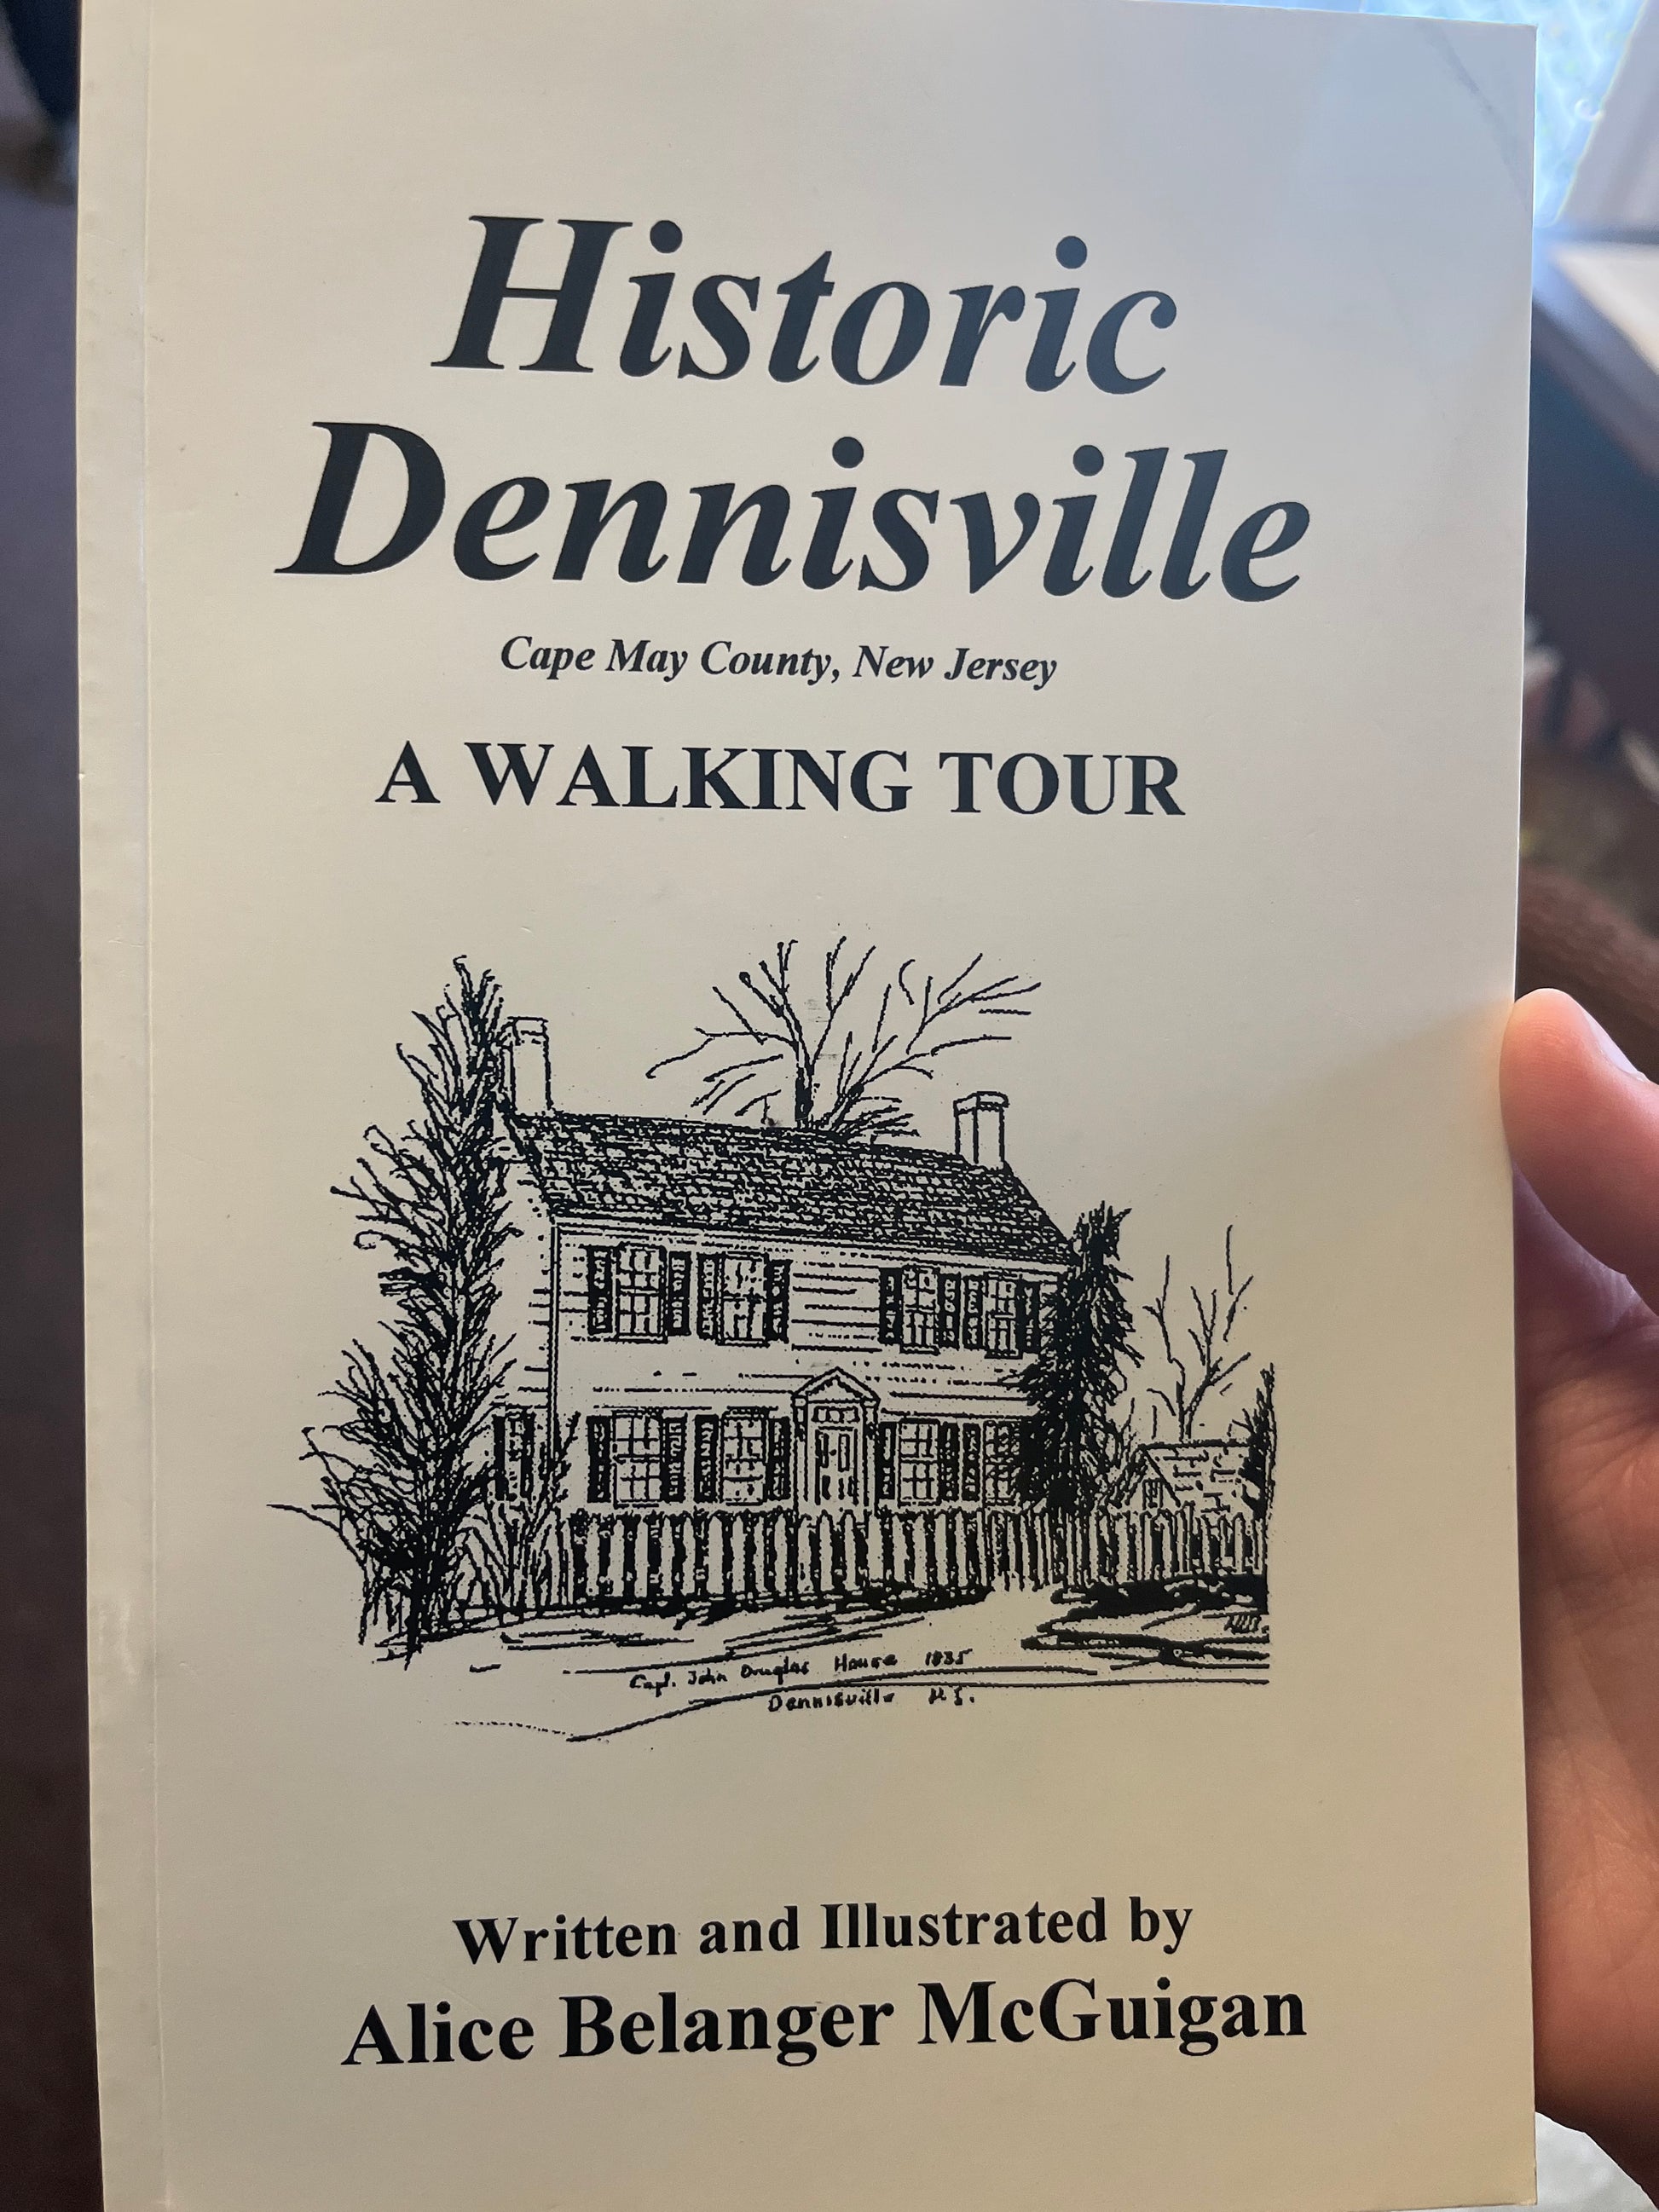 Historic
Dennisville
Cape May County, New Jersey
A WALKING TOUR
Capt. John Douglas House 1835
Dennisville N.J.
Written and Illustrated by
Alice Belanger McGuigan